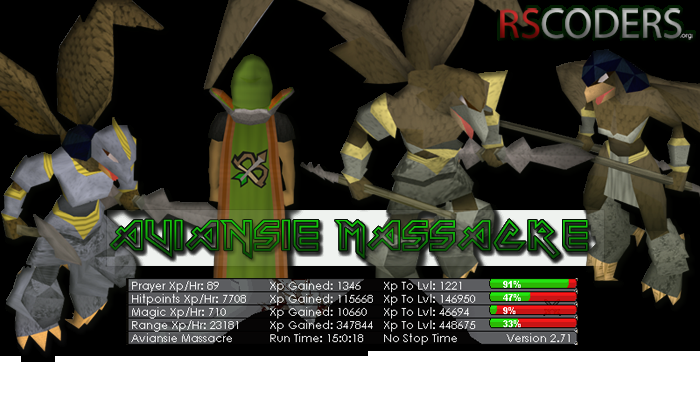 RSCODERS.org
AVIANSIE MASSACRE
Prayer Xp/Hr: 89 Xp Gained: 1346 Xp To Lvl: 1221 91%
Hitpoints Xp/Hr: 7708 Xp Gained: 115668 Xp To Lvl: 146950 47%
Magic Xp/Hr: 710 Xp Gained: 10660 Xp To Lvl: 46694 9%
Range Xp/Hr: 23181 Xp Gained: 347844 Xp To Lvl: 448675 33%
Aviansie Massacre Run Time: 15:0:18 No Stop Time Version 2.71